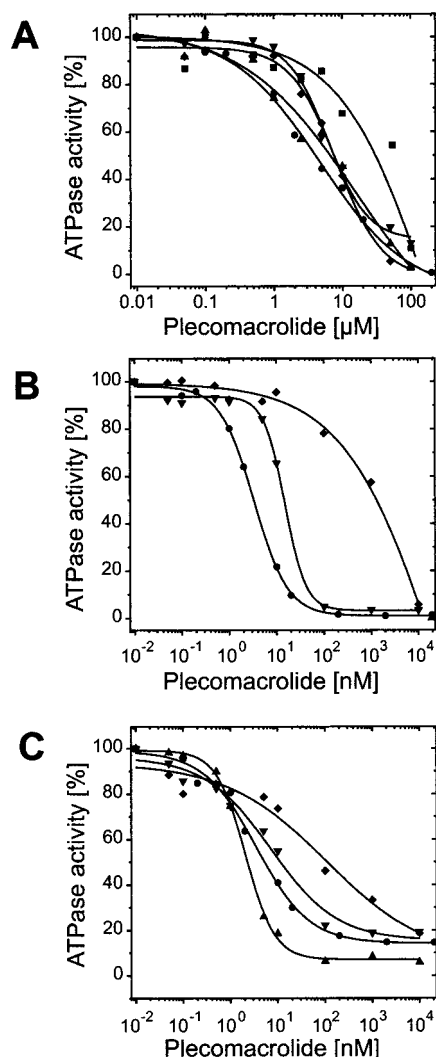 A
ATPase activity [%]
100
80
60
40
20
0
0.01 0.1 1 10 100
Plecomacrolide [µM]
B
ATPase activity [%]
100
80
60
40
20
0
10⁻² 10⁻¹ 10⁰ 10¹ 10² 10³ 10⁴
Plecomacrolide [nM]
C
ATPase activity [%]
100
80
60
40
20
0
10⁻² 10⁻¹ 10⁰ 10¹ 10² 10³ 10⁴
Plecomacrolide [nM]